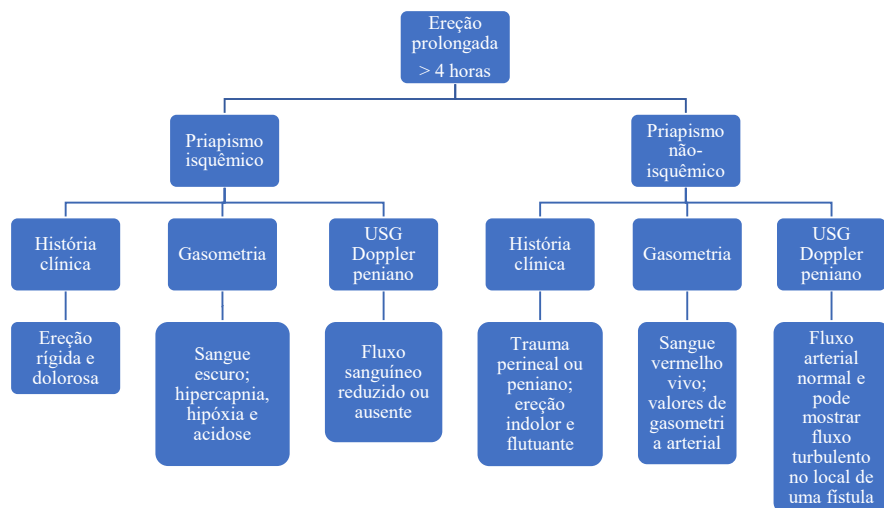 Ereção
prolongada
> 4 horas
Priapismo
isquêmico
Priapismo
não-
isquêmico
História
clínica
Gasometria
USG
Doppler
peniano
História
clínica
Gasometria
USG
Doppler
peniano
Ereção
rígida e
dolorosa
Sangue
escuro;
hipercapnia,
hipóxia e
acidose
Fluxo
sanguíneo
reduzido ou
ausente
Trauma
perineal ou
peniano;
ereção
indolor e
flutuante
Sangue
vermelho
vivo;
valores de
gasometri
a arterial
Fluxo
arterial
normal e
pode
mostrar
fluxo
turbulento
no local de
uma fístula